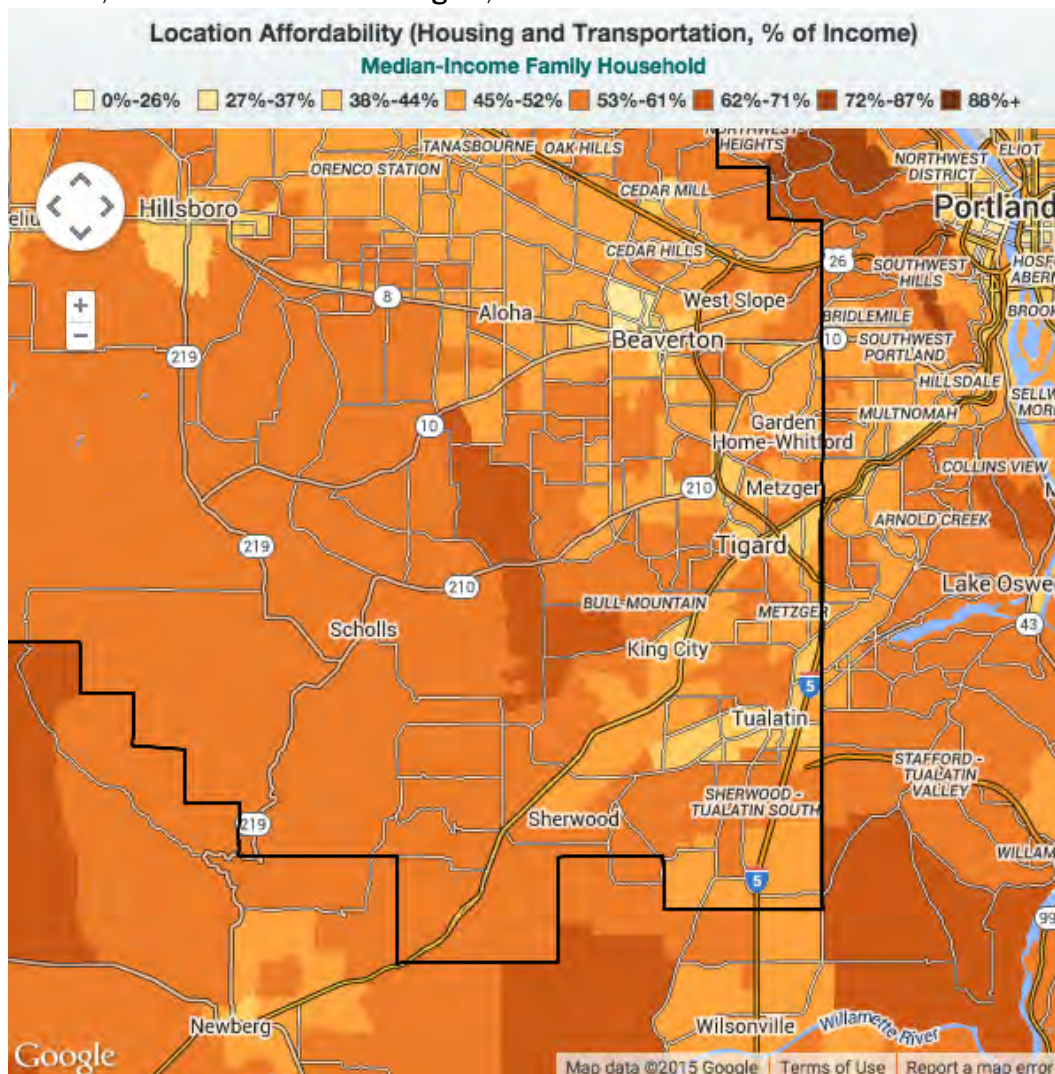 Location Affordability (Housing and Transportation, % of Income)
Median-Income Family Household
0%-26% 27%-37% 38%-44% 45%-52% 53%-61% 62%-71% 72%-87% 88%+
NORTHWEST
HEIGHTS
TANASBOURNE OAK HILLS
ELIOT
NORTHWEST
DISTRICT
ORENCO STATION
CEDAR MILL
Hillsboro
Portland
CEDAR HILLS
26
SOUTHWEST
HILLS
8
West Slope
Aloha
BRIDLEMILE
BROOK
Beaverton
10
SOUTHWEST
PORTLAND
219
HILLSDALE
MULTNOMAH
10
Garden
Home-Whitford
COLLINS VIEW
210
Metzger
ARNOLD CREEK
219
Tigard
210
Lake Oswe
BULL-MOUNTAIN
METZGER
43
Scholls
King City
5
Tualatin
STAFFORD -
TUALATIN
VALLEY
SHERWOOD -
TUALATIN SOUTH
219
Sherwood
WILLAM
5
99
Newberg
Wilsonville
Willamette River
Google
Map data ©2015 Google Terms of Use Report a map error